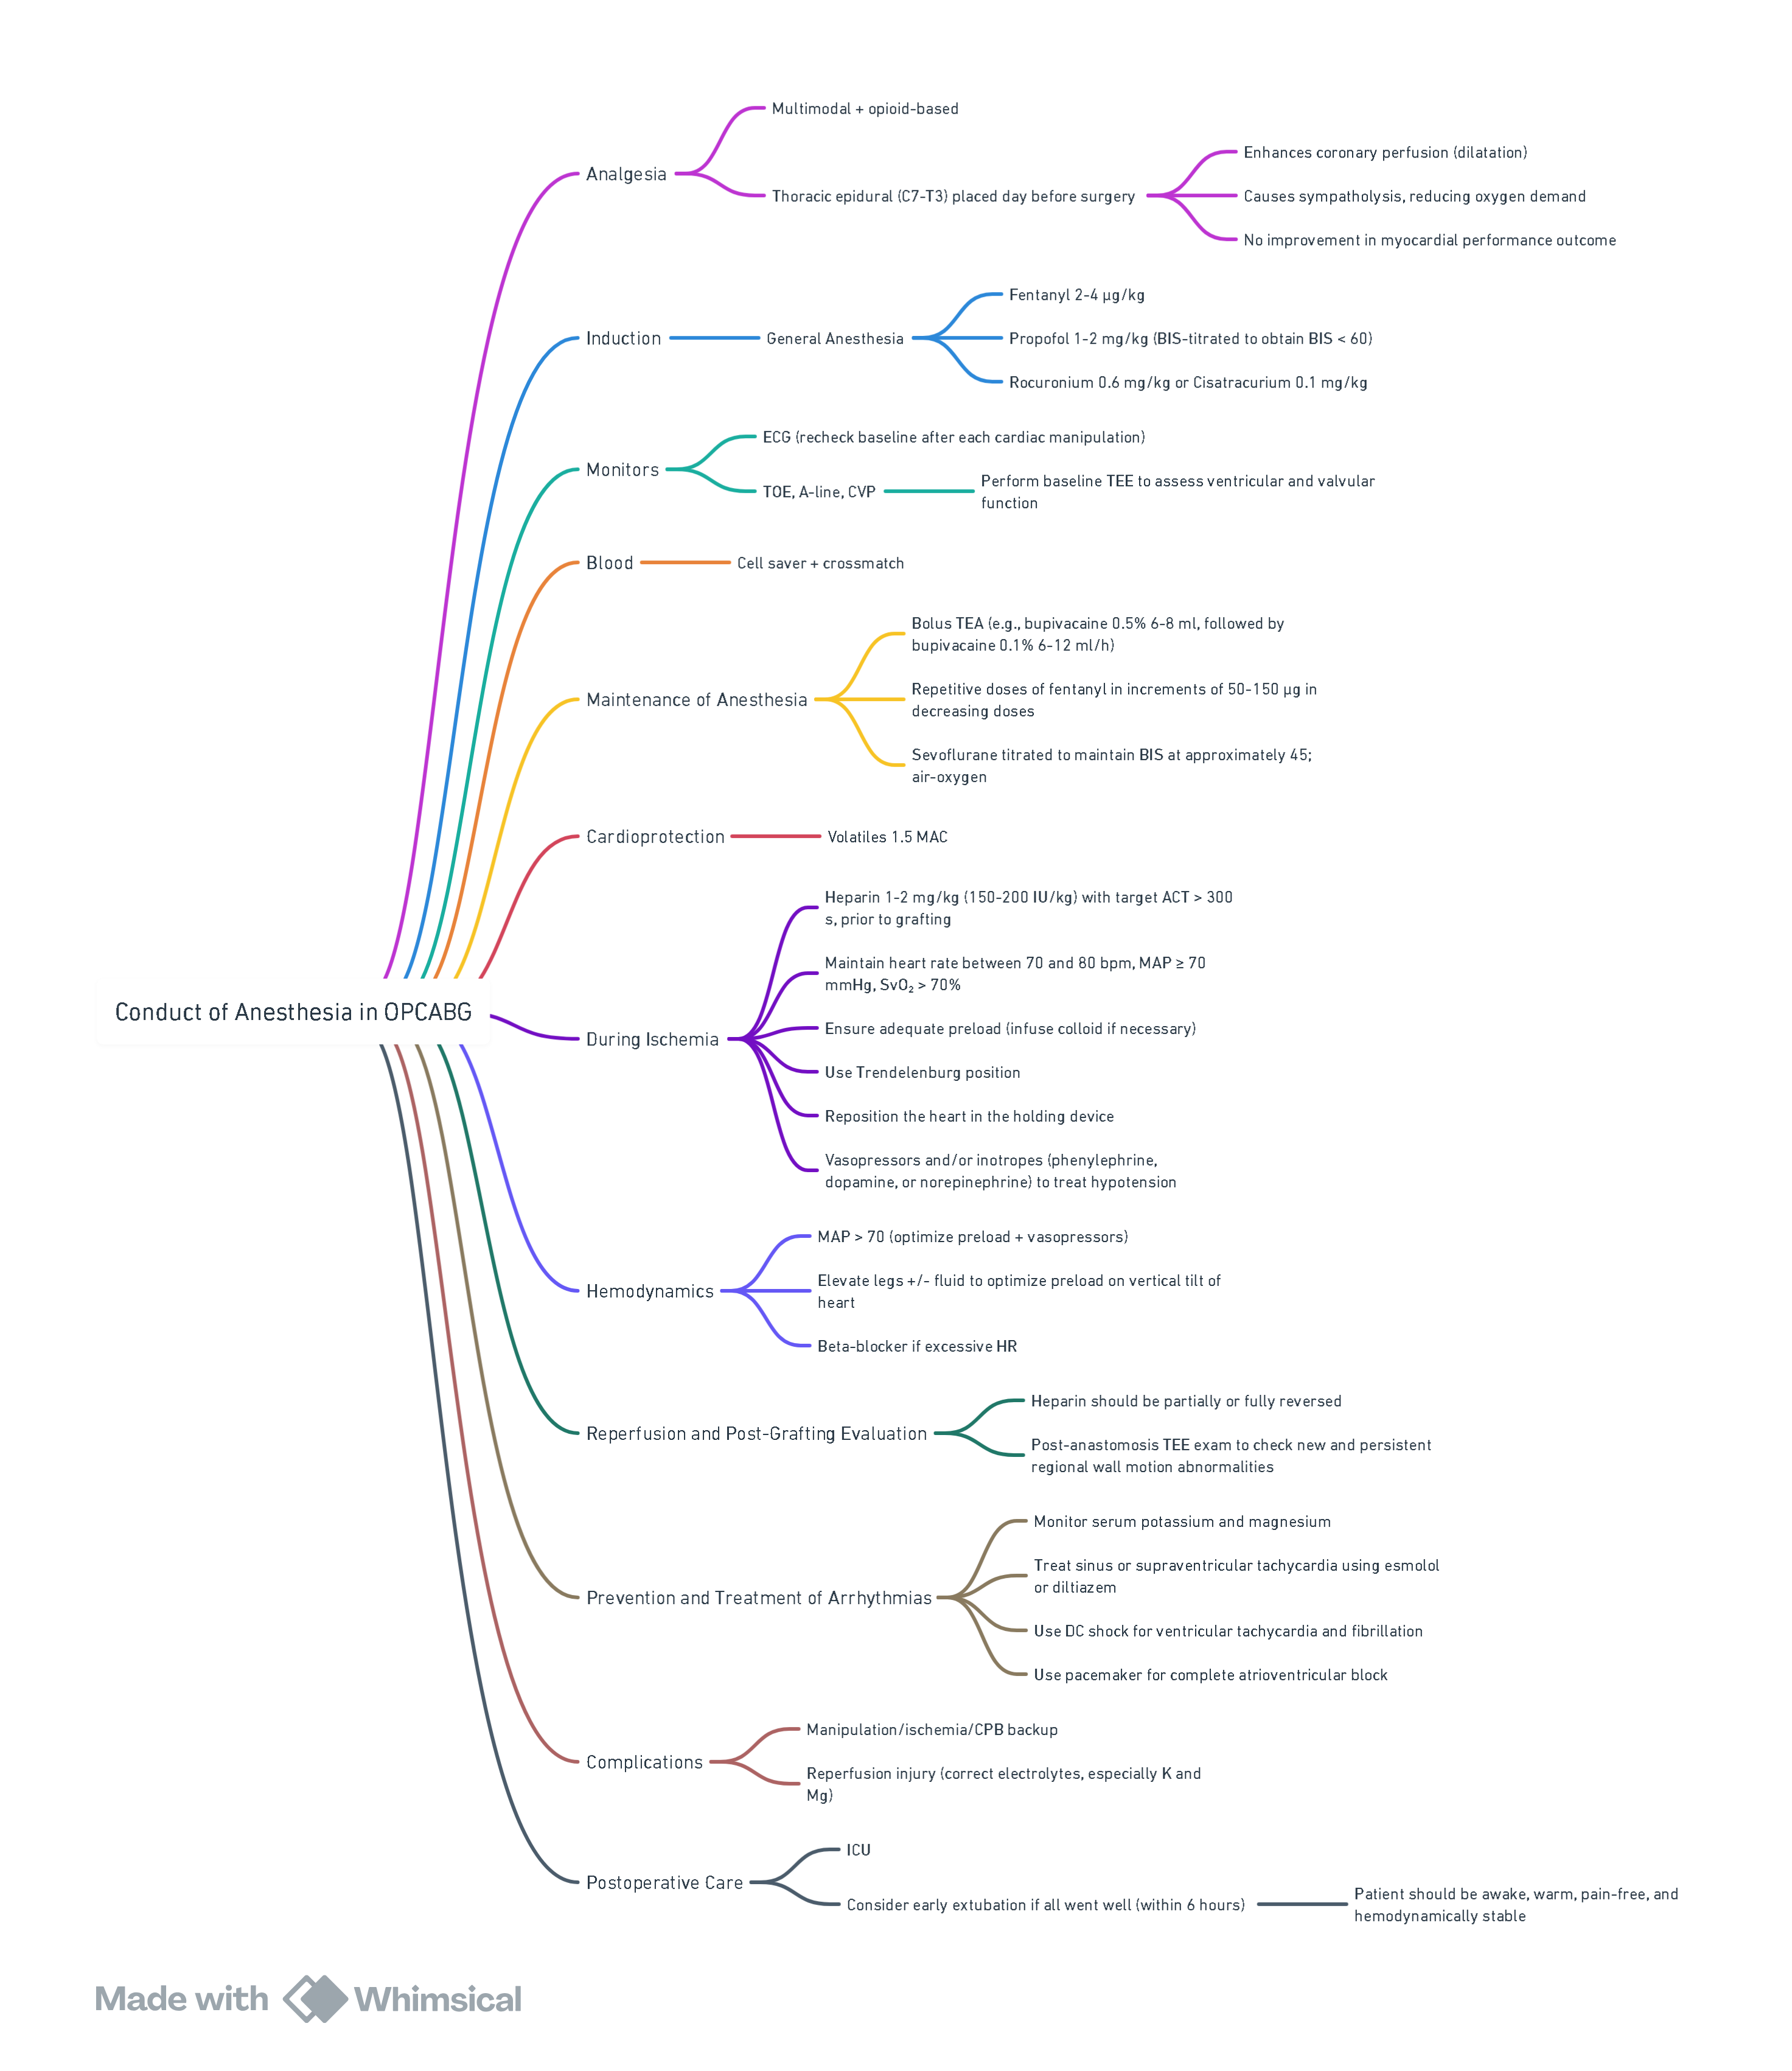 Conduct of Anesthesia in OPCABG
Analgesia
Multimodal + opioid-based
Thoracic epidural (C7-T3) placed day before surgery
Enhances coronary perfusion (dilatation)
Causes sympatholysis, reducing oxygen demand
No improvement in myocardial performance outcome
Induction
General Anesthesia
Fentanyl 2-4 µg/kg
Propofol 1-2 mg/kg (BIS-titrated to obtain BIS < 60)
Rocuronium 0.6 mg/kg or Cisatracurium 0.1 mg/kg
Monitors
ECG (recheck baseline after each cardiac manipulation)
TOE, A-line, CVP
Perform baseline TEE to assess ventricular and valvular
function
Blood
Cell saver + crossmatch
Maintenance of Anesthesia
Bolus TEA (e.g., bupivacaine 0.5% 6-8 ml, followed by
bupivacaine 0.1% 6-12 ml/h)
Repetitive doses of fentanyl in increments of 50-150 µg in
decreasing doses
Sevoflurane titrated to maintain BIS at approximately 45;
air-oxygen
Cardioprotection
Volatiles 1.5 MAC
During Ischemia
Heparin 1-2 mg/kg (150-200 IU/kg) with target ACT > 300
s, prior to grafting
Maintain heart rate between 70 and 80 bpm, MAP ≥ 70
mmHg, SvO₂ > 70%
Ensure adequate preload (infuse colloid if necessary)
Use Trendelenburg position
Reposition the heart in the holding device
Vasopressors and/or inotropes (phenylephrine,
dopamine, or norepinephrine) to treat hypotension
Hemodynamics
MAP > 70 (optimize preload + vasopressors)
Elevate legs +/- fluid to optimize preload on vertical tilt of
heart
Beta-blocker if excessive HR
Reperfusion and Post-Grafting Evaluation
Heparin should be partially or fully reversed
Post-anastomosis TEE exam to check new and persistent
regional wall motion abnormalities
Prevention and Treatment of Arrhythmias
Monitor serum potassium and magnesium
Treat sinus or supraventricular tachycardia using esmolol
or diltiazem
Use DC shock for ventricular tachycardia and fibrillation
Use pacemaker for complete atrioventricular block
Complications
Manipulation/ischemia/CPB backup
Reperfusion injury (correct electrolytes, especially K and
Mg)
Postoperative Care
ICU
Consider early extubation if all went well (within 6 hours)
Patient should be awake, warm, pain-free, and
hemodynamically stable
Made with Whimsical